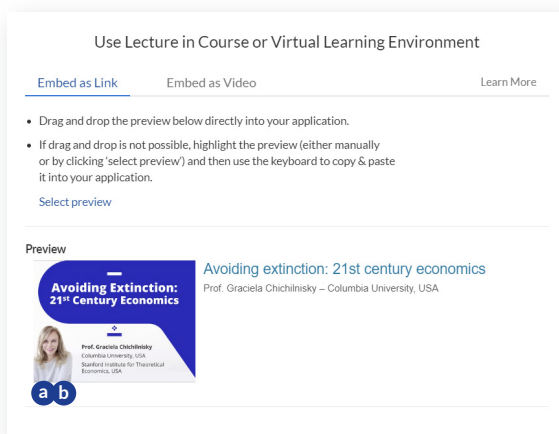 Use Lecture in Course or Virtual Learning Environment
Embed as Link Embed as Video Learn More
• Drag and drop the preview below directly into your application.
• If drag and drop is not possible, highlight the preview (either manually
or by clicking ‘select preview’) and then use the keyboard to copy & paste
it into your application.
Select preview
Preview
Avoiding Extinction:
21st Century Economics
Prof. Graciela Chichilnisky
Columbia University, USA
Stanford Institute for Theoretical
Economics, USA
a b
Avoiding extinction: 21st century economics
Prof. Graciela Chichilnisky – Columbia University, USA